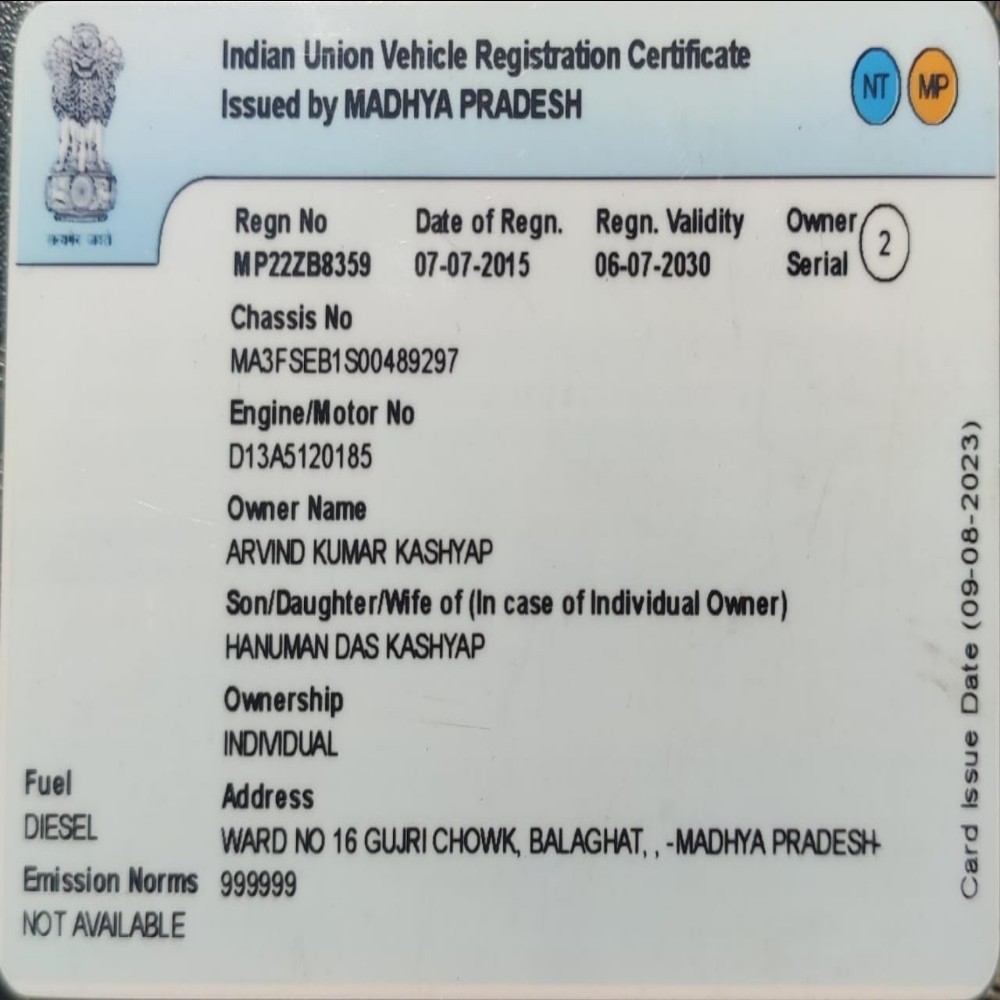 Indian Union Vehicle Registration Certificate
Issued by MADHYA PRADESH
NT MP
Regn No Date of Regn. Regn. Validity Owner Serial 2
MP22ZB8359 07-07-2015 06-07-2030
Chassis No
MA3FSEB1S00489297
Engine/Motor No
D13A5120185
Owner Name
ARVIND KUMAR KASHYAP
Son/Daughter/Wife of (In case of Individual Owner)
HANUMAN DAS KASHYAP
Ownership
INDIVIDUAL
Fuel
DIESEL
Address
WARD NO 16 GUJRI CHOWK, BALAGHAT, , -MADHYA PRADESH-
999999
Emission Norms
NOT AVAILABLE
Card Issue Date (09-08-2023)